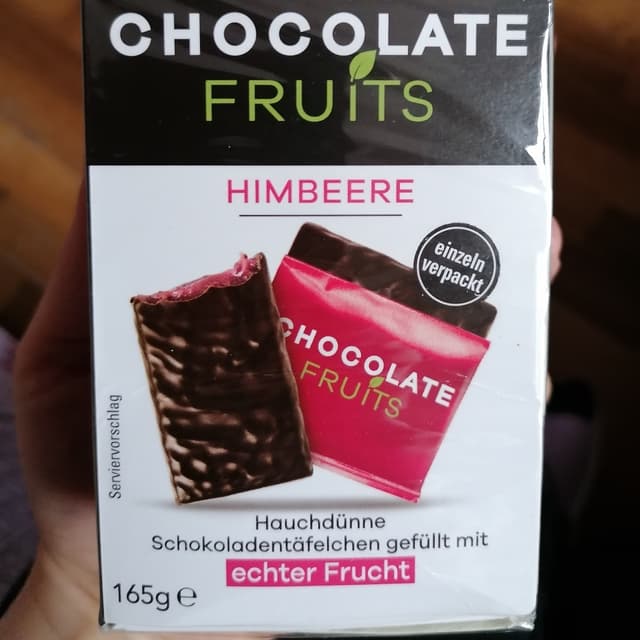 CHOCOLATE
FRUITS
HIMBEERE
einzeln
verpackt
CHOCOLATE
FRUITS
Serviervorschlag
Hauchdünne
Schokoladentäfelchen gefüllt mit
echter Frucht
165g ℮